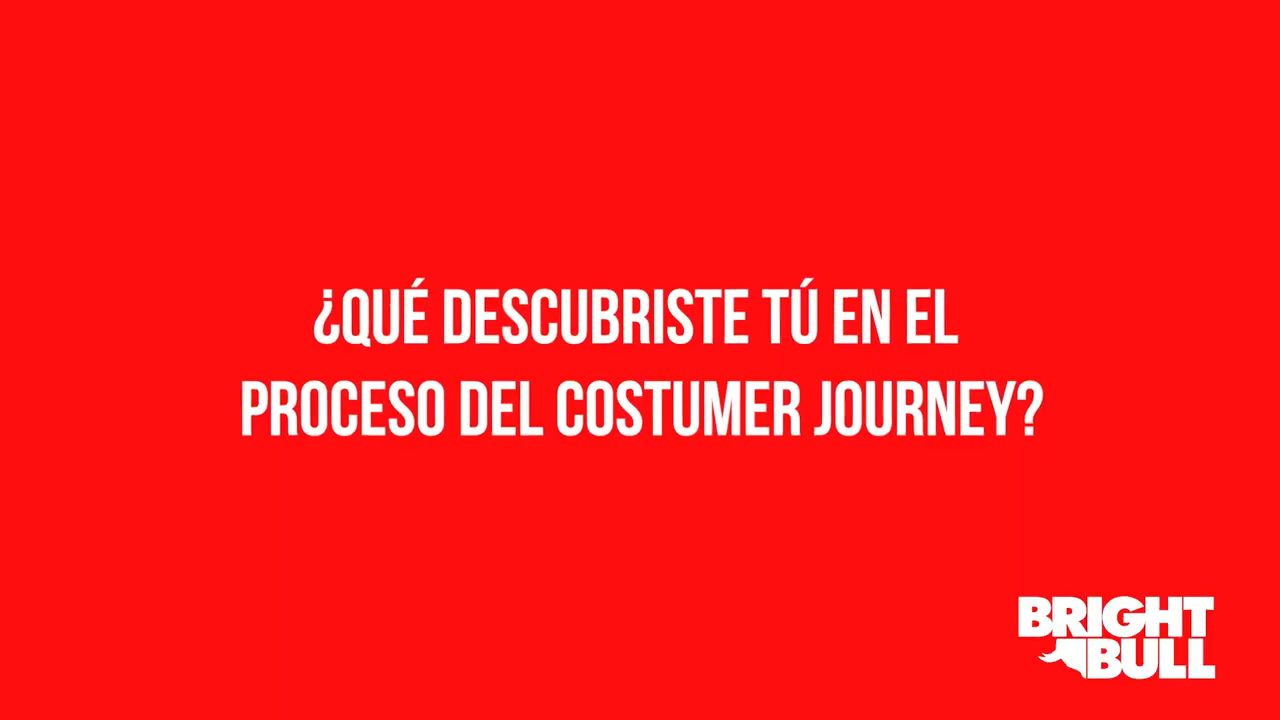 ¿QUÉ DESCUBRISTE TÚ EN EL
PROCESO DEL COSTUMER JOURNEY?
BRIGHT
BULL